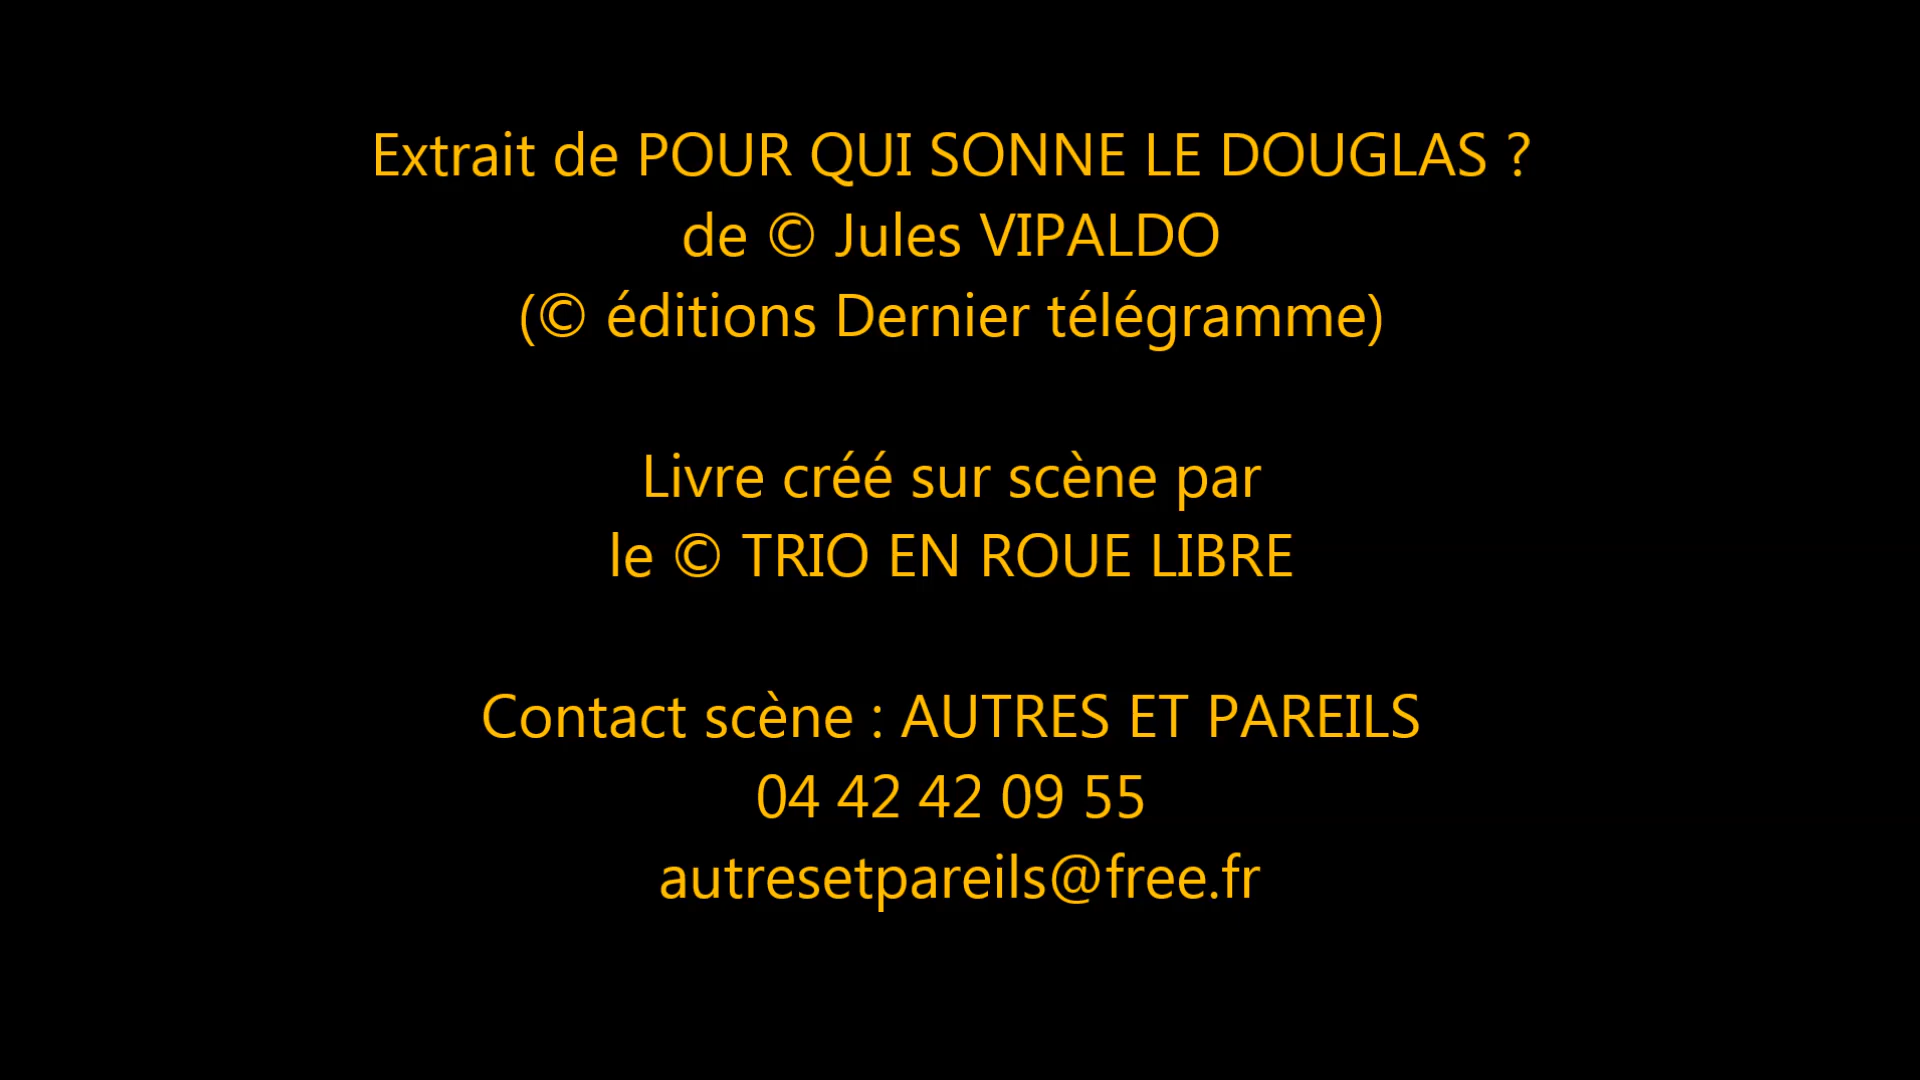 Extrait de POUR QUI SONNE LE DOUGLAS ?
de © Jules VIPALDO
(© éditions Dernier télégramme)
Livre créé sur scène par
le © TRIO EN ROUE LIBRE
Contact scène : AUTRES ET PAREILS
04 42 42 09 55
autresetpareils@free.fr